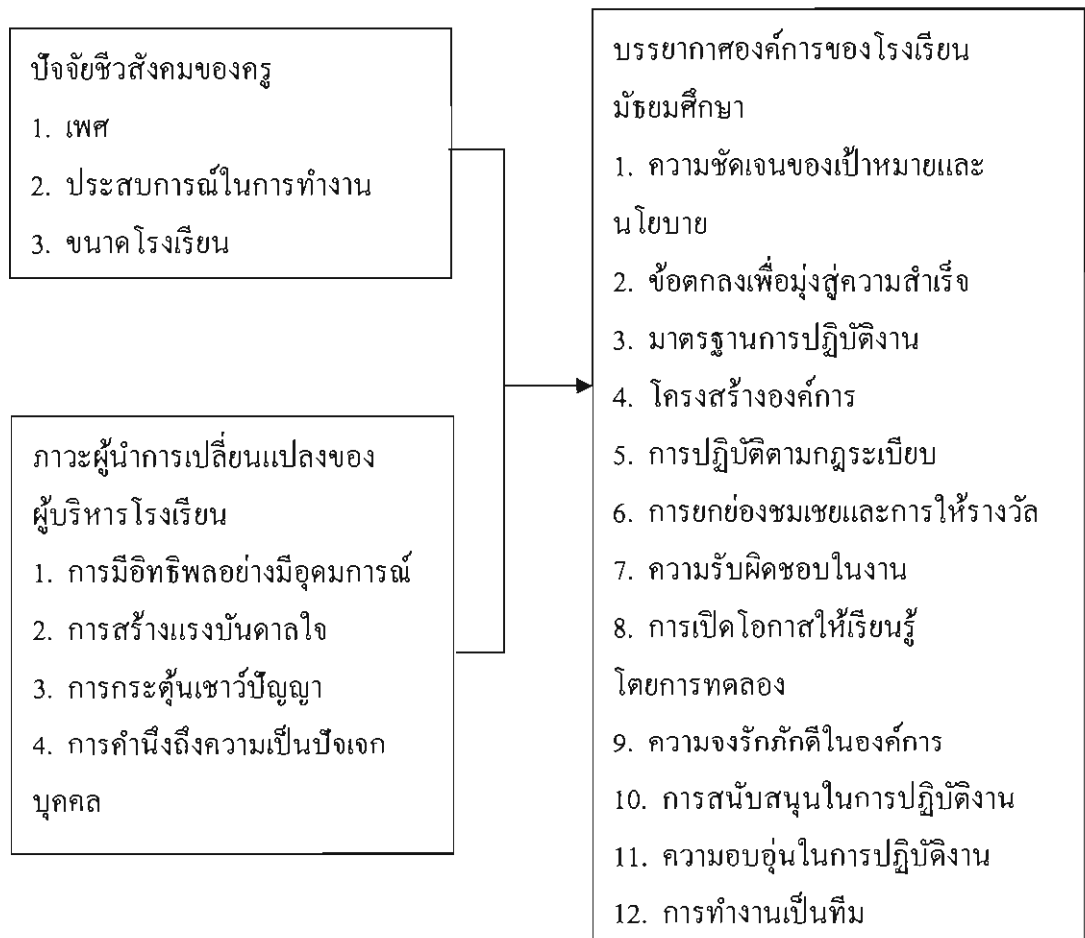 ปัจจัยชีวสังคมของครู
1. เพศ
2. ประสบการณ์ในการทำงาน
3. ขนาดโรงเรียน
ภาวะผู้นำการเปลี่ยนแปลงของ
ผู้บริหารโรงเรียน
1. การมีอิทธิพลอย่างมีอุดมการณ์
2. การสร้างแรงบันดาลใจ
3. การกระตุ้นเชาว์ปัญญา
4. การคำนึงถึงความเป็นปัจเจก
บุคคล
บรรยากาศองค์การของโรงเรียน
มัธยมศึกษา
1. ความชัดเจนของเป้าหมายและ
นโยบาย
2. ข้อตกลงเพื่อมุ่งสู่ความสำเร็จ
3. มาตรฐานการปฏิบัติงาน
4. โครงสร้างองค์การ
5. การปฏิบัติตามกฎระเบียบ
6. การยกย่องชมเชยและการให้รางวัล
7. ความรับผิดชอบในงาน
8. การเปิดโอกาสให้เรียนรู้
โดยการทดลอง
9. ความจงรักภักดีในองค์การ
10. การสนับสนุนในการปฏิบัติงาน
11. ความอบอุ่นในการปฏิบัติงาน
12. การทำงานเป็นทีม